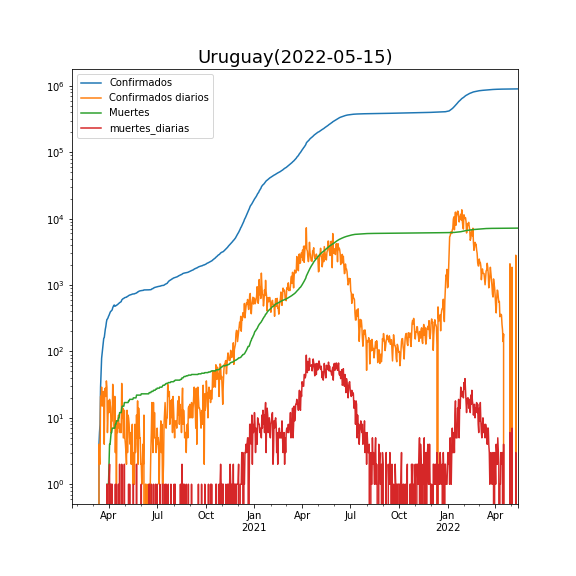 Uruguay(2022-05-15)
Confirmados
Confirmados diarios
Muertes
muertes_diarias
10^6
10^5
10^4
10^3
10^2
10^1
10^0
Apr Jul Oct Jan Apr Jul Oct Jan Apr
2021 2022